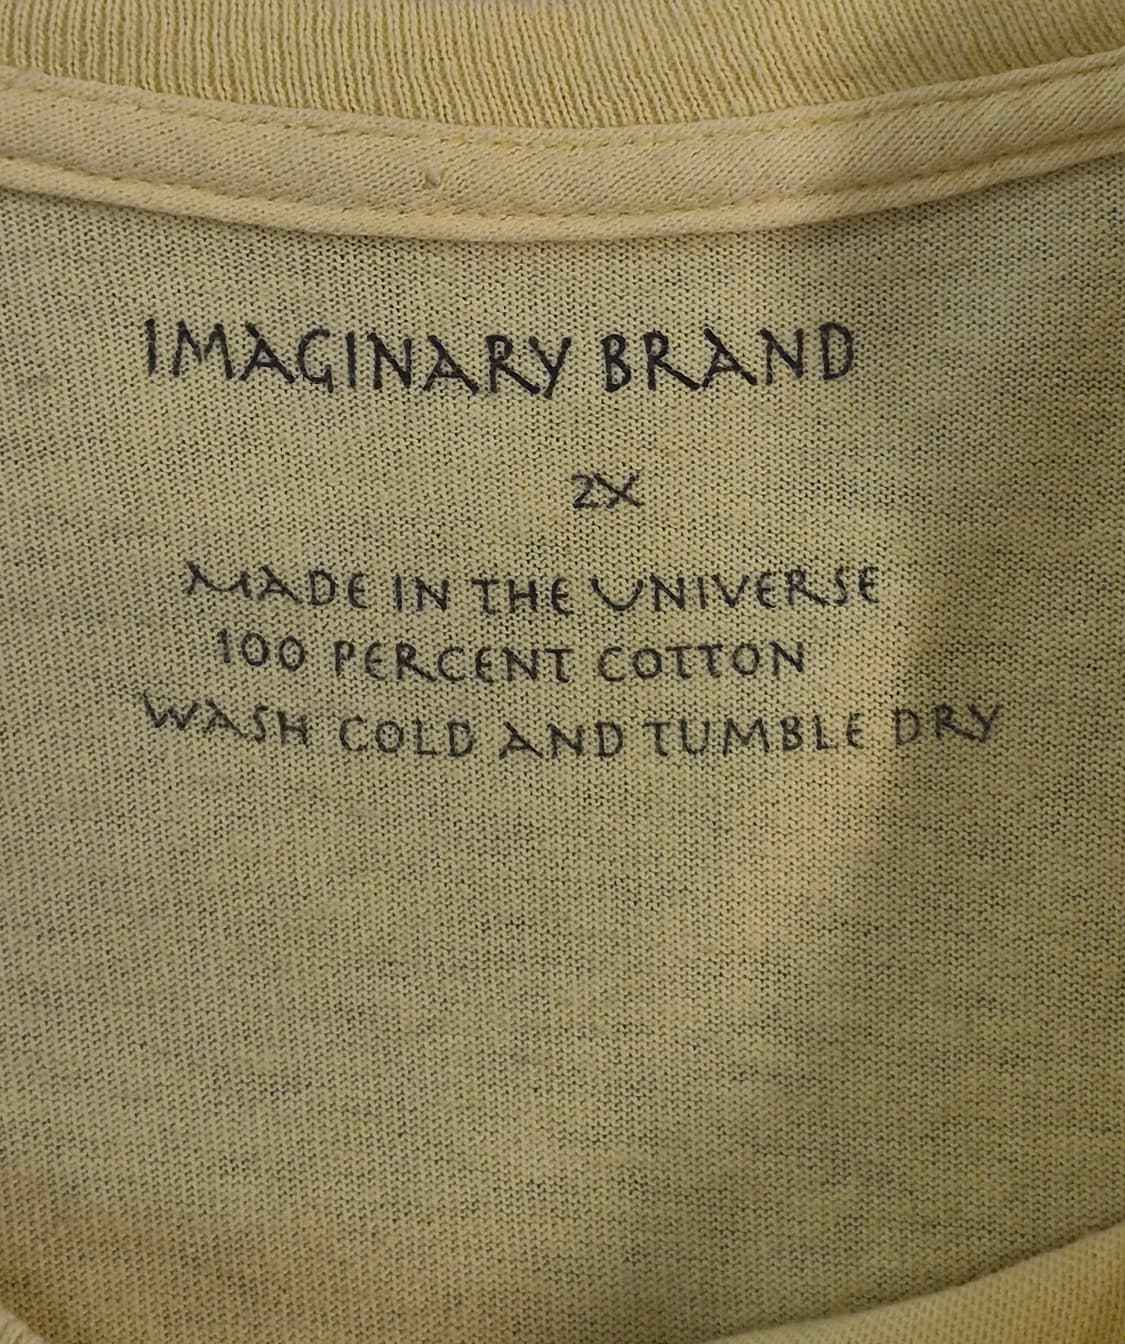 IMAGINARY BRAND
2X
MADE IN THE UNIVERSE
100 PERCENT COTTON
WASH COLD AND TUMBLE DRY